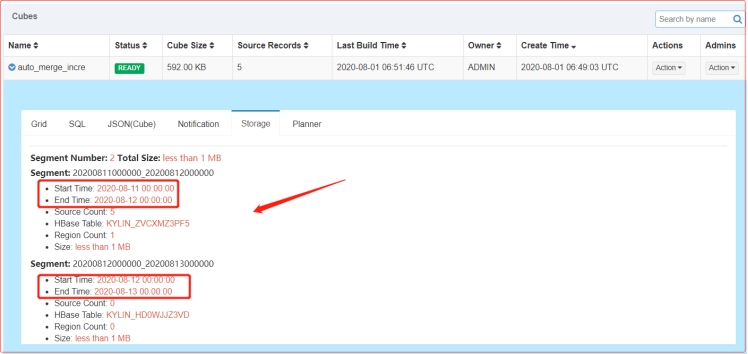 Cubes
Search by name
Name Status Cube Size Source Records Last Build Time Owner Create Time Actions Admins
auto_merge_incre READY 592.00 KB 5 2020-08-01 06:51:46 UTC ADMIN 2020-08-01 06:49:03 UTC Action Action
Grid SQL JSON(Cube) Notification Storage Planner
Segment Number: 2 Total Size: less than 1 MB
Segment: 20200811000000_20200812000000
Start Time: 2020-08-11 00:00:00
End Time: 2020-08-12 00:00:00
Source Count: 5
HBase Table: KYLIN_ZVCXMZ3PF5
Region Count: 1
Size: less than 1 MB
Segment: 20200812000000_20200813000000
Start Time: 2020-08-12 00:00:00
End Time: 2020-08-13 00:00:00
Source Count: 0
HBase Table: KYLIN_HD0WJJZ3VD
Region Count: 0
Size: less than 1 MB